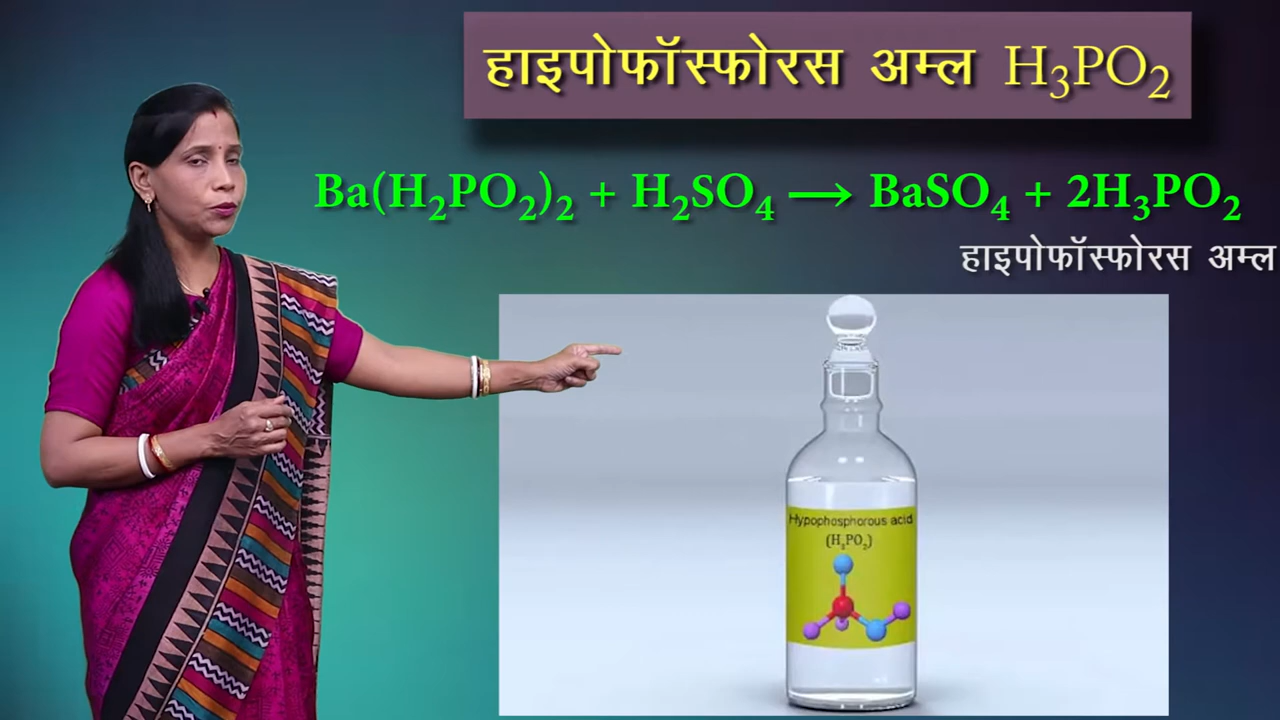 हाइपोफॉस्फोरस अम्ल H₃PO₂
Ba(H₂PO₂)₂ + H₂SO₄ ⟶ BaSO₄ + 2H₃PO₂
हाइपोफॉस्फोरस अम्ल
Hypophosphorous acid
(H₃PO₂)